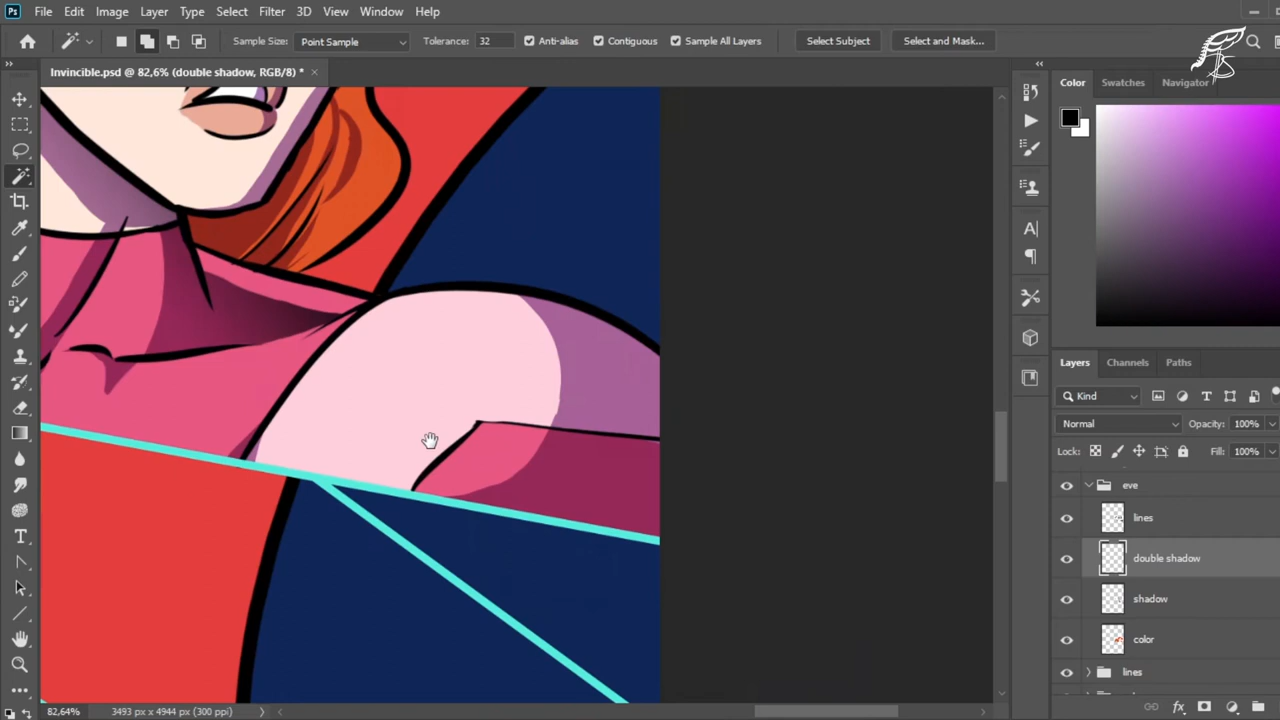 Ps File Edit Image Layer Type Select Filter 3D View Window Help
Sample Size: Point Sample Tolerance: 32 Anti-alias Contiguous Sample All Layers Select Subject Select and Mask...
Invincible.psd @ 82,6% (double shadow, RGB/8) *
Color Swatches Navigator
Layers Channels Paths
Kind
Normal Opacity: 100%
Lock: Fill: 100%
eve
lines
double shadow
shadow
color
lines
82,64% 3493 px x 4944 px (300 ppi)